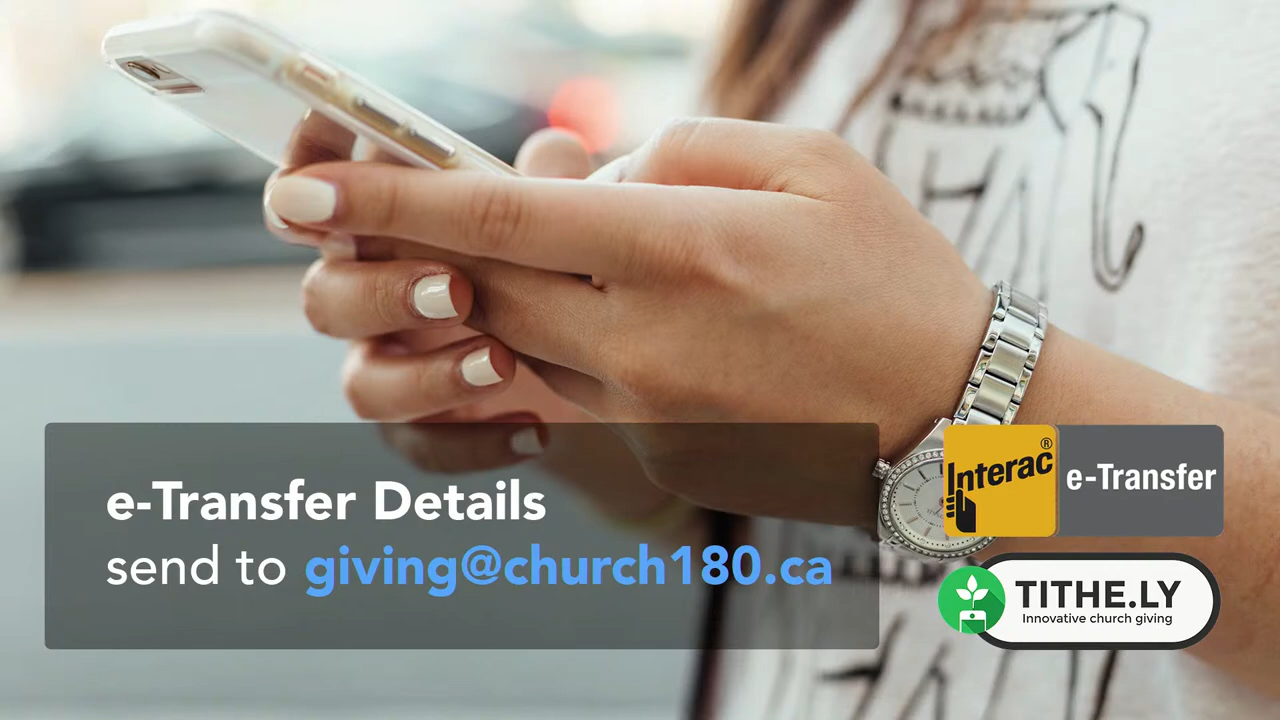 e-Transfer Details
send to giving@church180.ca
Interac®
e-Transfer
TITHE.LY
Innovative church giving